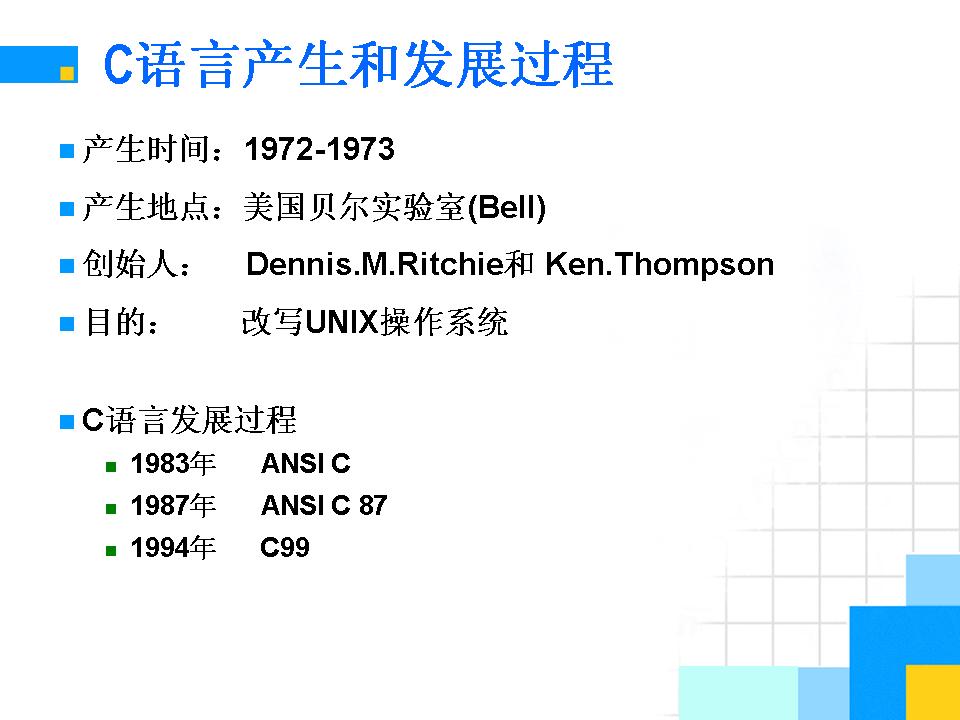 C语言产生和发展过程
产生时间：1972-1973
产生地点：美国贝尔实验室(Bell)
创始人： Dennis.M.Ritchie和 Ken.Thompson
目的： 改写UNIX操作系统
C语言发展过程
1983年 ANSI C
1987年 ANSI C 87
1994年 C99